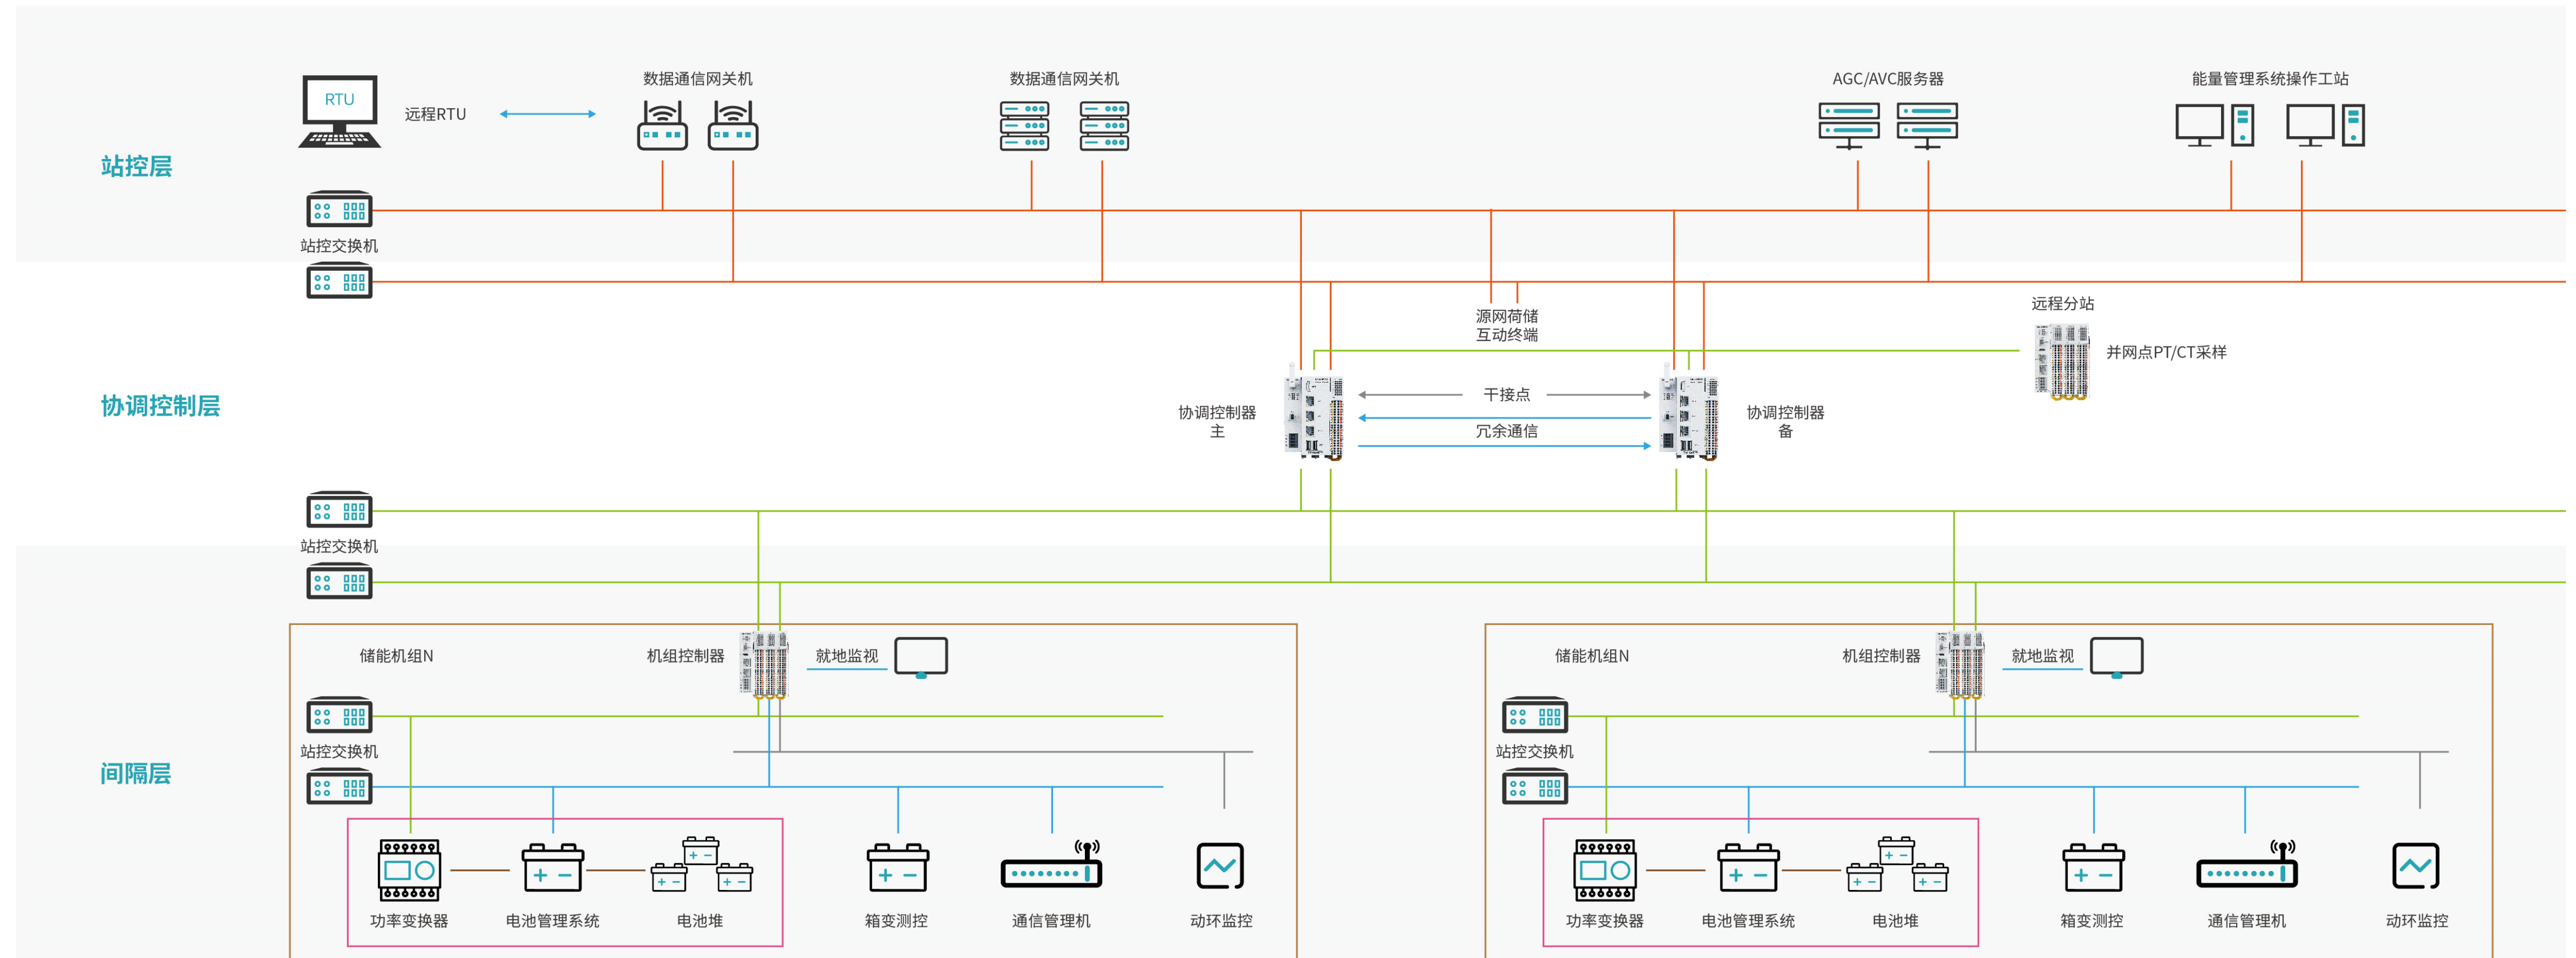 数据通信网关机
数据通信网关机
AGC/AVC服务器
能量管理系统操作工站
RTU
远程RTU
站控层
站控交换机
远程分站
源网荷储
互动终端
并网点PT/CT采样
干接点
协调控制层
协调控制器
主
冗余通信
协调控制器
备
站控交换机
储能机组N
机组控制器
就地监视
储能机组N
机组控制器
就地监视
站控交换机
站控交换机
间隔层
功率变换器
电池管理系统
电池堆
箱变测控
通信管理机
动环监控
功率变换器
电池管理系统
电池堆
箱变测控
通信管理机
动环监控